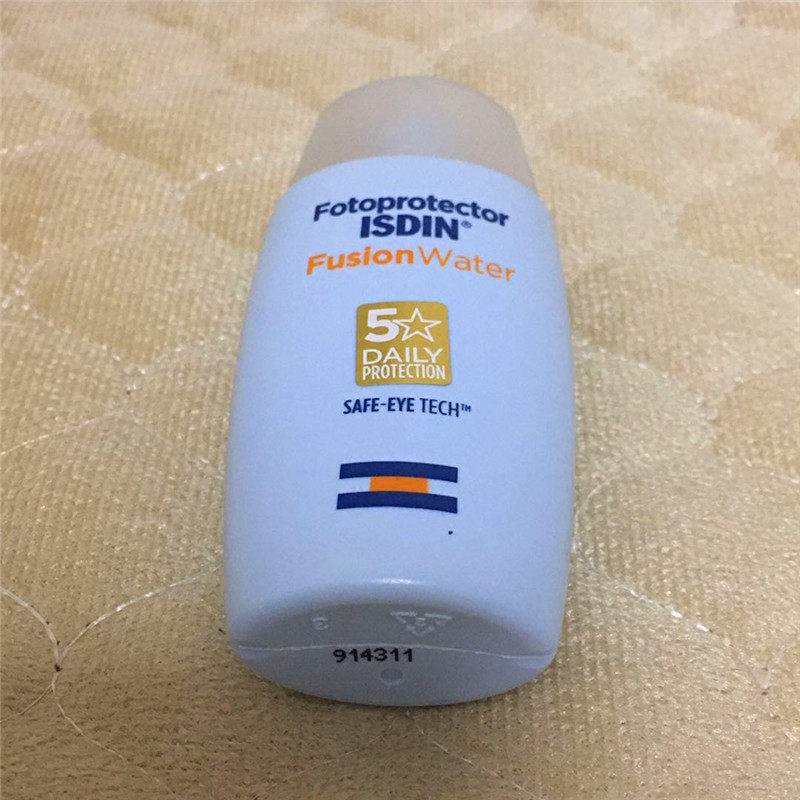 Fotoprotector
ISDIN®
FusionWater
5☆
DAILY
PROTECTION
SAFE-EYE TECH™
914311